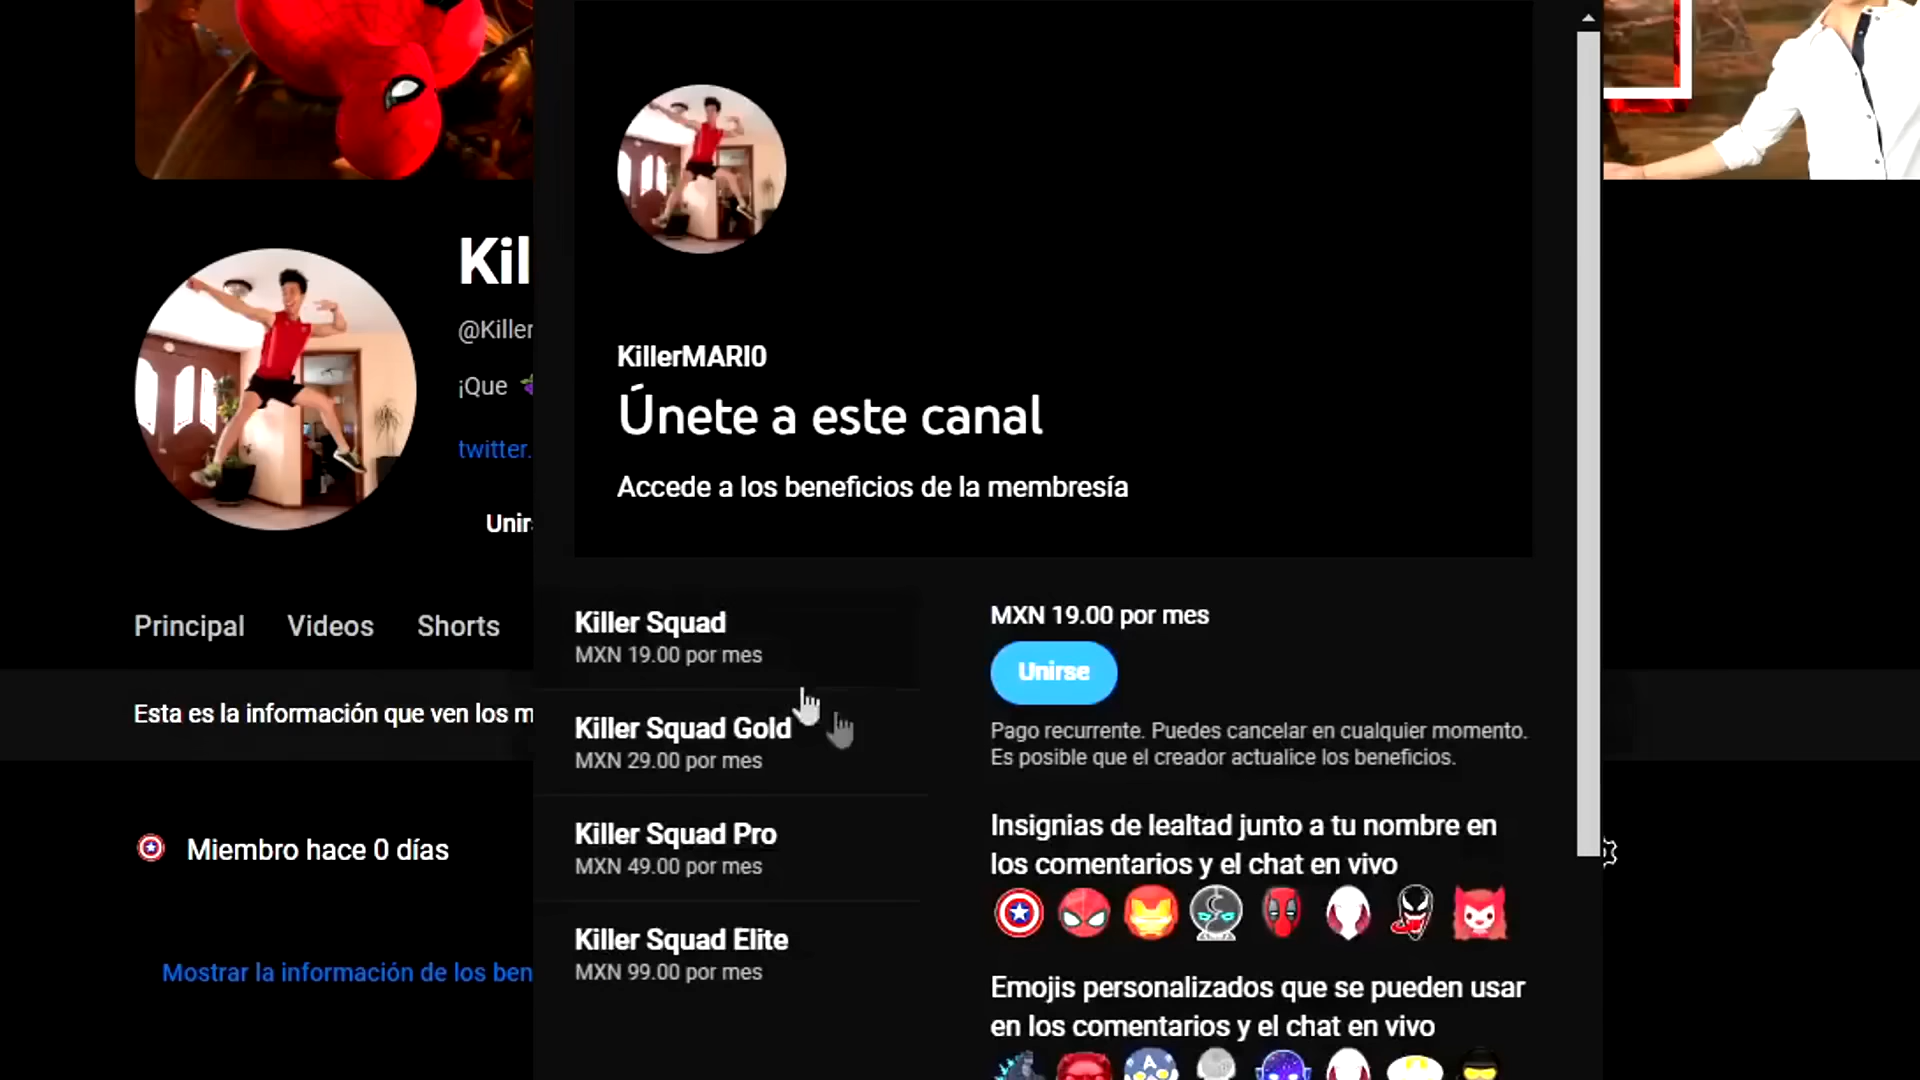 Kil
@Killer
¡Que
twitter.
Unirs
Principal Videos Shorts
Esta es la información que ven los m
Miembro hace 0 días
Mostrar la información de los ben
KillerMARI0
Únete a este canal
Accede a los beneficios de la membresía
Killer Squad
MXN 19.00 por mes
Killer Squad Gold
MXN 29.00 por mes
Killer Squad Pro
MXN 49.00 por mes
Killer Squad Elite
MXN 99.00 por mes
MXN 19.00 por mes
Unirse
Pago recurrente. Puedes cancelar en cualquier momento.
Es posible que el creador actualice los beneficios.
Insignias de lealtad junto a tu nombre en
los comentarios y el chat en vivo
Emojis personalizados que se pueden usar
en los comentarios y el chat en vivo